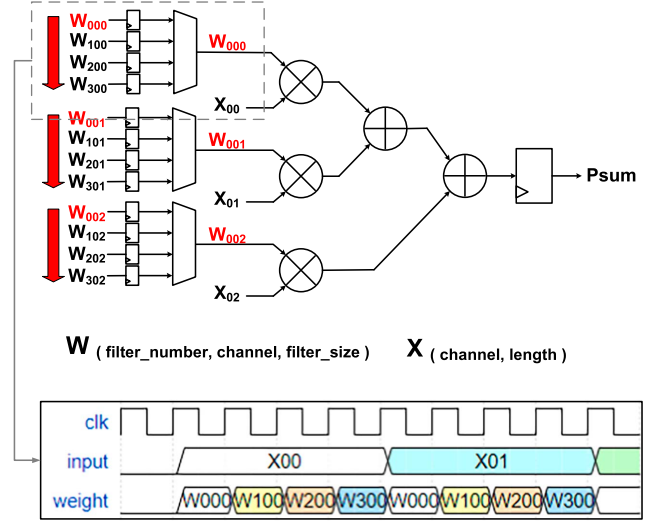 W000
W100
W200
W300
W000
X00
W001
W101
W201
W301
W001
X01
Psum
W002
W102
W202
W302
W002
X02
W ( filter_number, channel, filter_size ) X ( channel, length )
clk
input X00 X01
weight W000 W100 W200 W300 W000 W100 W200 W300